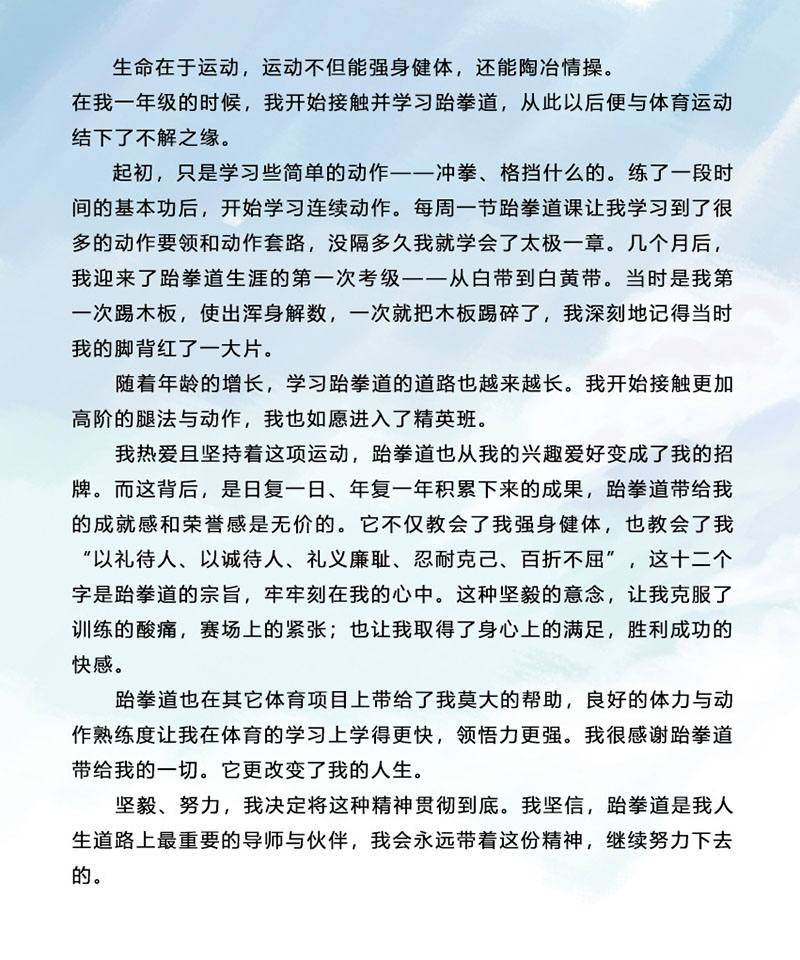 生命在于运动，运动不但能强身健体，还能陶冶情操。
在我一年级的时候，我开始接触并学习跆拳道，从此以后便与体育运动
结下了不解之缘。
起初，只是学习些简单的动作——冲拳、格挡什么的。练了一段时
间的基本功后，开始学习连续动作。每周一节跆拳道课让我学习到了很
多的动作要领和动作套路，没隔多久我就学会了太极一章。几个月后，
我迎来了跆拳道生涯的第一次考级——从白带到白黄带。当时是我第
一次踢木板，使出浑身解数，一次就把木板踢碎了，我深刻地记得当时
我的脚背红了一大片。
随着年龄的增长，学习跆拳道的道路也越来越长。我开始接触更加
高阶的腿法与动作，我也如愿进入了精英班。
我热爱且坚持着这项运动，跆拳道也从我的兴趣爱好变成了我的招
牌。而这背后，是日复一日、年复一年积累下来的成果，跆拳道带给我
的成就感和荣誉感是无价的。它不仅教会了我强身健体，也教会了我
“以礼待人、以诚待人、礼义廉耻、忍耐克己、百折不屈”，这十二个
字是跆拳道的宗旨，牢牢刻在我的心中。这种坚毅的意念，让我克服了
训练的酸痛，赛场上的紧张；也让我取得了身心上的满足，胜利成功的
快感。
跆拳道也在其它体育项目上带给了我莫大的帮助，良好的体力与动
作熟练度让我在体育的学习上学得更快，领悟力更强。我很感谢跆拳道
带给我的一切。它更改变了我的人生。
坚毅、努力，我决定将这种精神贯彻到底。我坚信，跆拳道是我人
生道路上最重要的导师与伙伴，我会永远带着这份精神，继续努力下去
的。